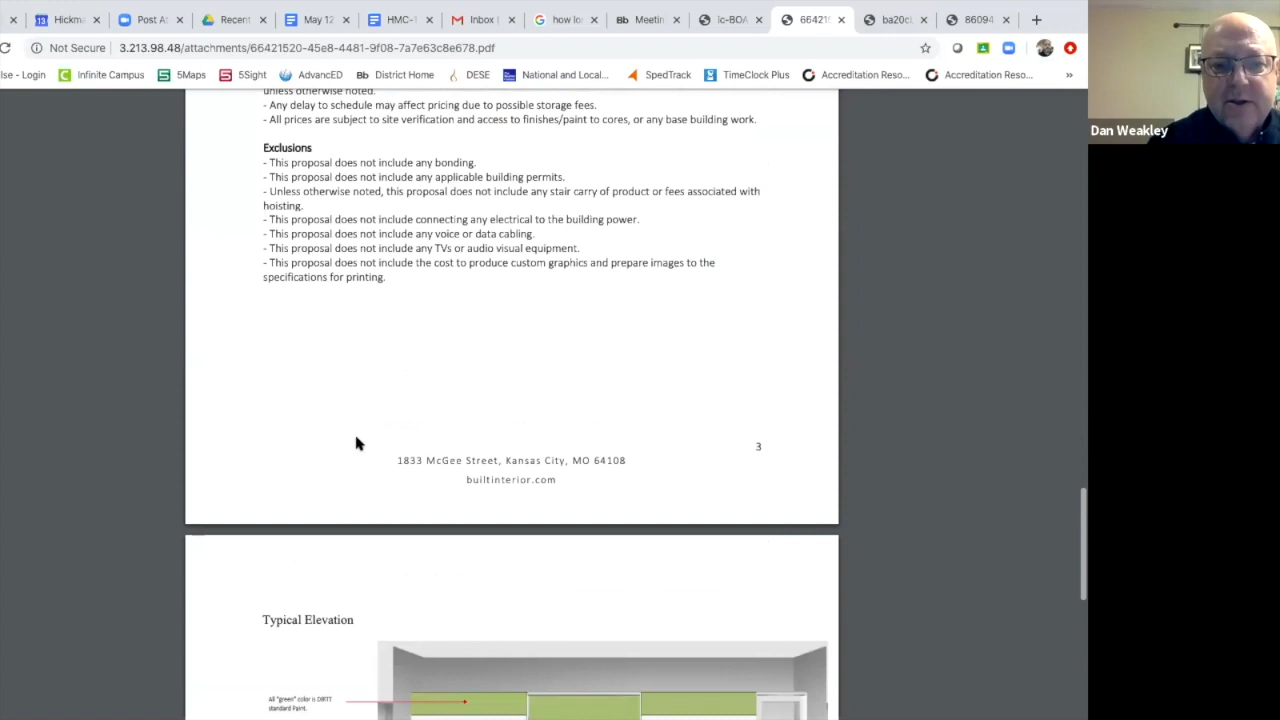 Hickma
Post A
Recent
May 12
HMC-1
Inbox (
how lo
Bb Meetin
lc-BOA
66421
ba20c
86094
Not Secure
3.213.98.48/attachments/66421520-45e8-4481-9f08-7a7e63c8e678.pdf
lse - Login Infinite Campus 5Maps 5Sight AdvancED Bb District Home DESE National and Local... SpedTrack TimeClock Plus Accreditation Reso... Accreditation Reso... »
unless otherwise noted.
- Any delay to schedule may affect pricing due to possible storage fees.
- All prices are subject to site verification and access to finishes/paint to cores, or any base building work.
Exclusions
- This proposal does not include any bonding.
- This proposal does not include any applicable building permits.
- Unless otherwise noted, this proposal does not include any stair carry of product or fees associated with
hoisting.
- This proposal does not include connecting any electrical to the building power.
- This proposal does not include any voice or data cabling.
- This proposal does not include any TVs or audio visual equipment.
- This proposal does not include the cost to produce custom graphics and prepare images to the
specifications for printing.
3
1833 McGee Street, Kansas City, MO 64108
builtinterior.com
Typical Elevation
All "green" color is DIRTT
standard Paint.
Dan Weakley